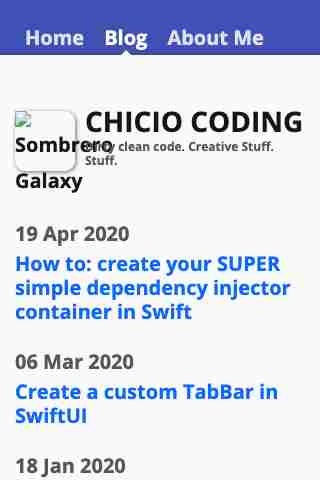 Home Blog About Me
CHICIO CODING
Dirty clean code. Creative Stuff.
Stuff.
Sombrero
Galaxy
19 Apr 2020
How to: create your SUPER
simple dependency injector
container in Swift
06 Mar 2020
Create a custom TabBar in
SwiftUI
18 Jan 2020